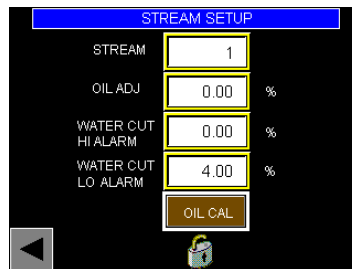 STREAM SETUP
STREAM 1
OIL ADJ 0.00 %
WATER CUT
HI ALARM 0.00 %
WATER CUT
LO ALARM 4.00 %
OIL CAL